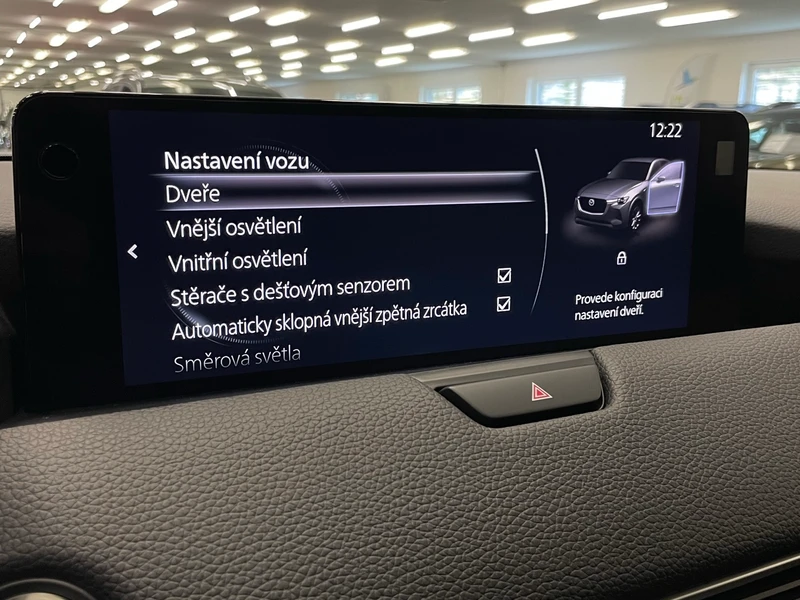 12:22
Nastavení vozu
Dveře
Vnější osvětlení
Vnitřní osvětlení
Stěrače s dešťovým senzorem
Automaticky sklopná vnější zpětná zrcátka
Směrová světla
Provede konfiguraci
nastavení dveří.